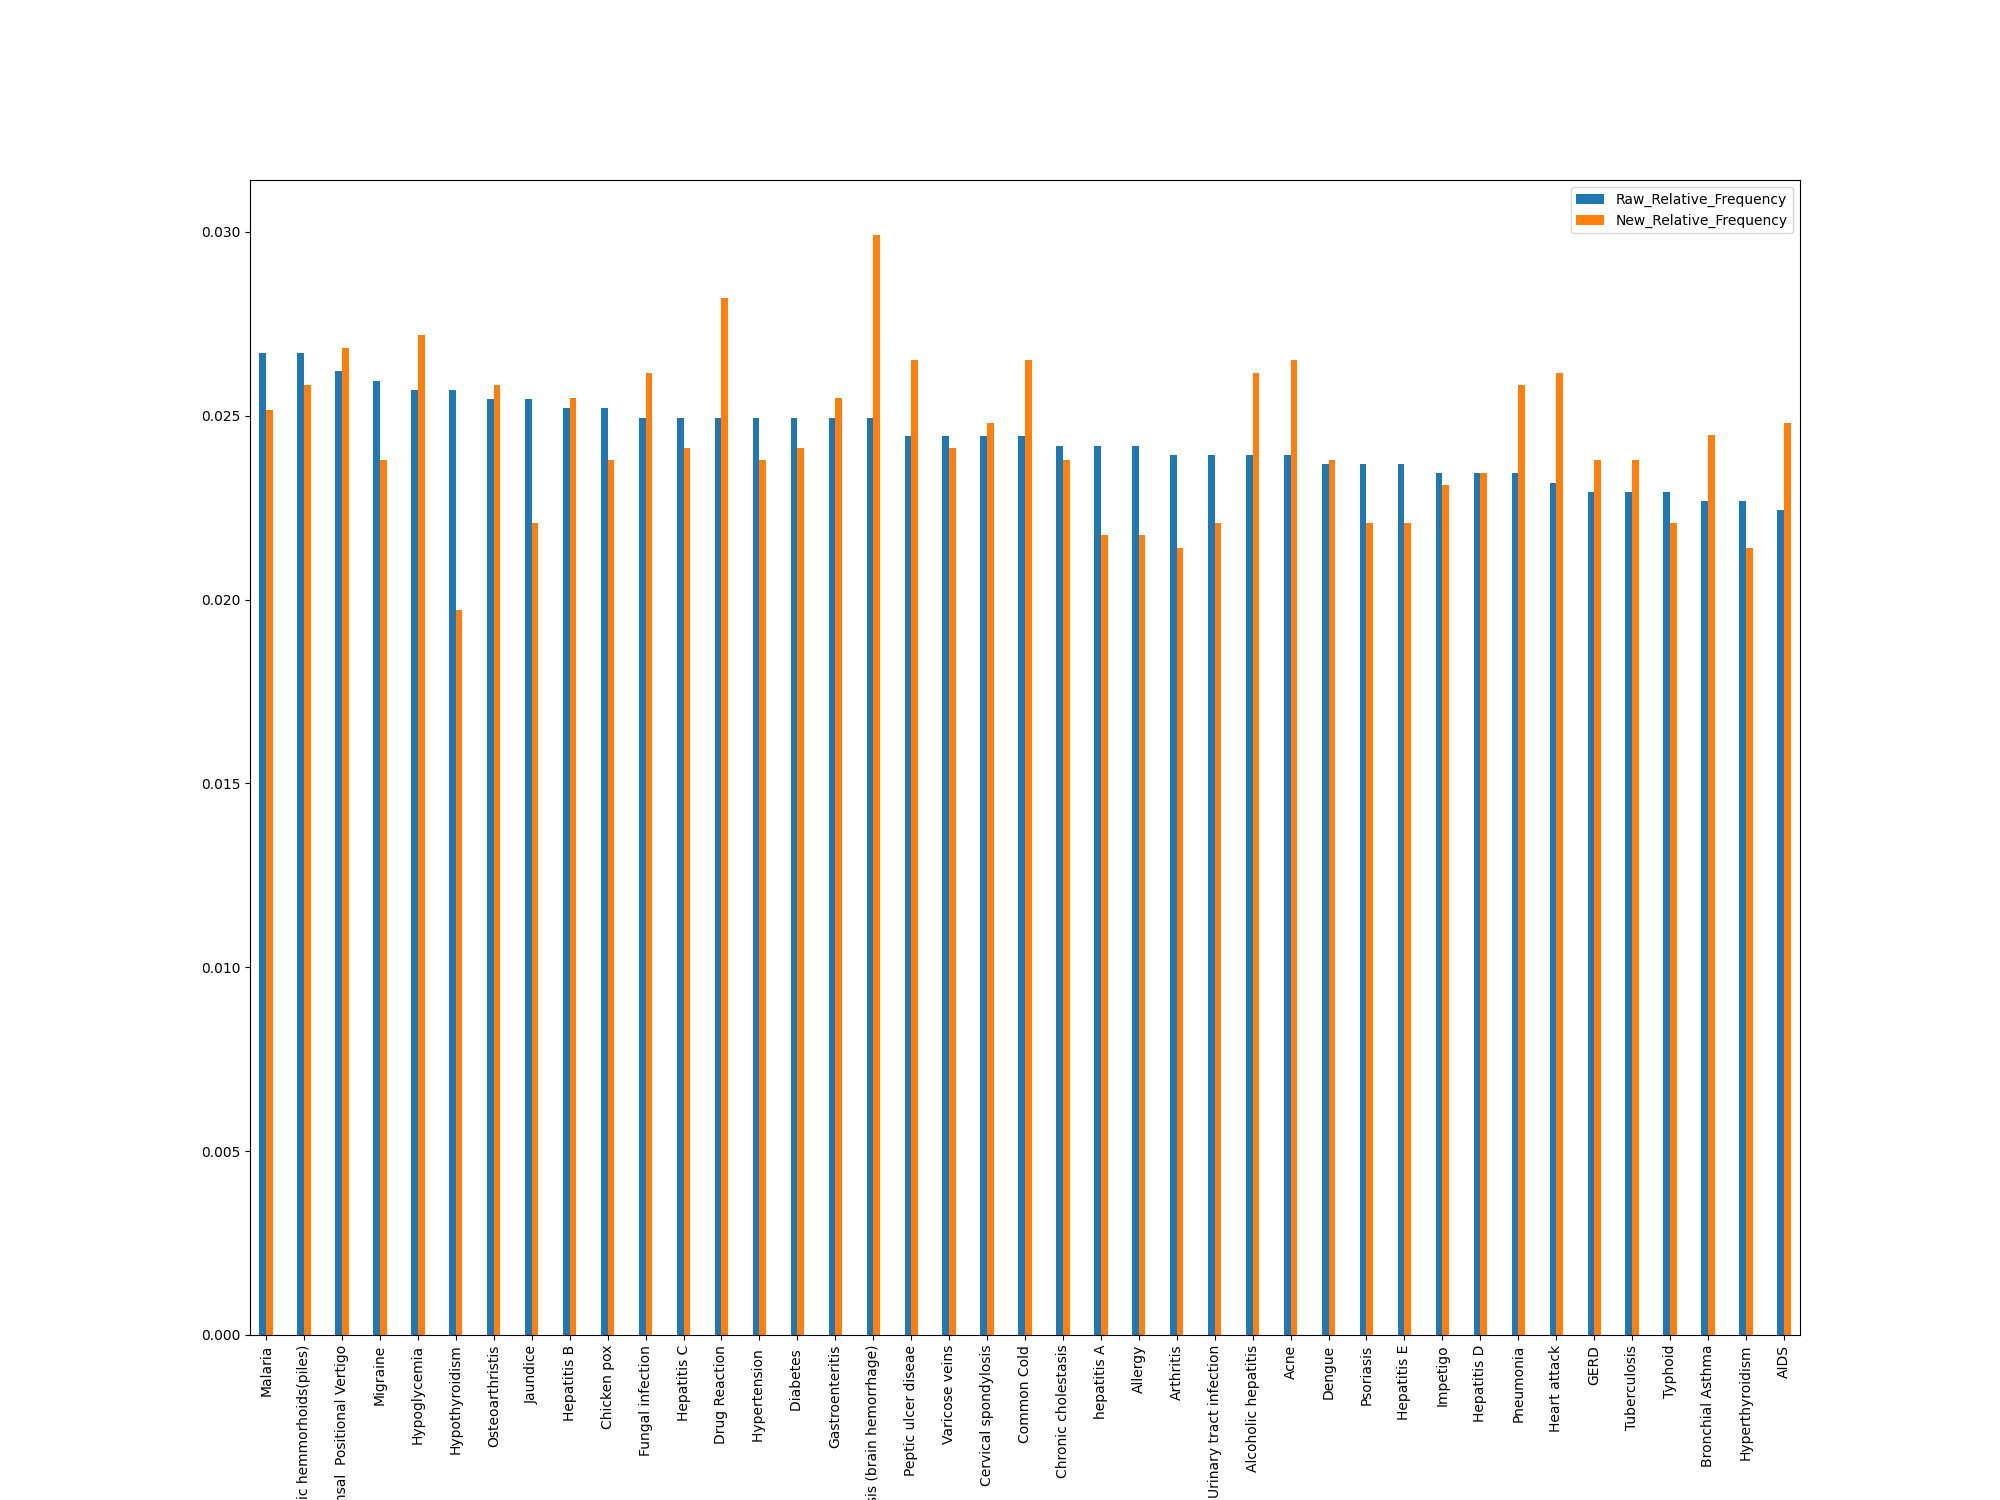 Raw_Relative_Frequency
New_Relative_Frequency
0.030
0.025
0.020
0.015
0.010
0.005
0.000
Malaria
hemmorhoids(piles)
Positional Vertigo
Migraine
Hypoglycemia
Hypothyroidism
Osteoarthristis
Jaundice
Hepatitis B
Chicken pox
Fungal infection
Hepatitis C
Drug Reaction
Hypertension
Diabetes
Gastroenteritis
(brain hemorrhage)
Peptic ulcer diseae
Varicose veins
Cervical spondylosis
Common Cold
Chronic cholestasis
hepatitis A
Allergy
Arthritis
Urinary tract infection
Alcoholic hepatitis
Acne
Dengue
Psoriasis
Hepatitis E
Impetigo
Hepatitis D
Pneumonia
Heart attack
GERD
Tuberculosis
Typhoid
Bronchial Asthma
Hyperthyroidism
AIDS